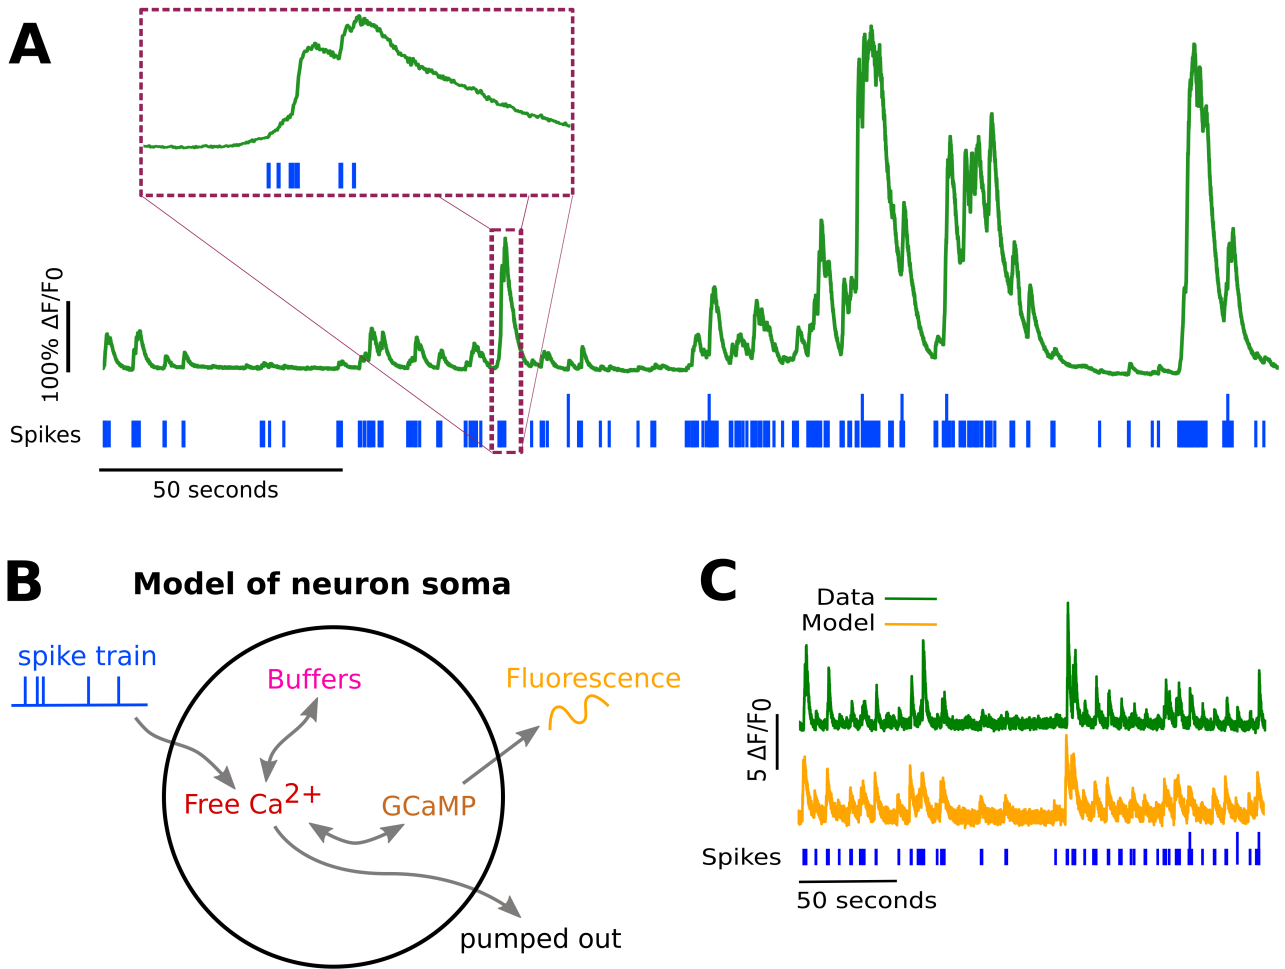 A
100% ΔF/F0
Spikes
50 seconds
B
Model of neuron soma
spike train
Buffers
Fluorescence
Free Ca2+
GCaMP
pumped out
C
Data
Model
5 ΔF/F0
Spikes
50 seconds